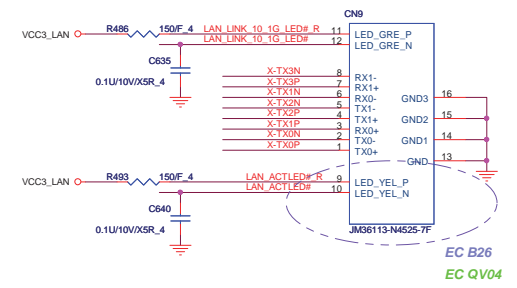 CN9
R486 150/F_4 LAN_LINK_10_1G_LED#_R 11 LED_GRE_P
VCC3_LAN LAN_LINK_10_1G_LED# 12 LED_GRE_N
C635
0.1U/10V/X5R_4
X-TX3N 8 RX1-
X-TX3P 7 RX1+
X-TX1N 6 RX0- GND3 16
X-TX2N 5 TX1-
X-TX2P 4 TX1+ GND2 15
X-TX1P 3 RX0+
X-TX0N 2 TX0- GND1 14
X-TX0P 1 TX0+
GND 13
R493 150/F_4 LAN_ACTLED#_R 9 LED_YEL_P
VCC3_LAN LAN_ACTLED# 10 LED_YEL_N
C640
0.1U/10V/X5R_4
JM36113-N4525-7F
EC B26
EC QV04